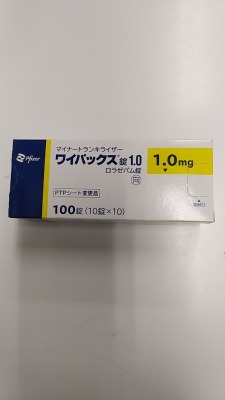 Pfizer
マイナートランキライザー
ワイパックス錠1.0
ロラゼパム錠
向
1.0mg
PTPシート変更品
100錠(10錠×10)